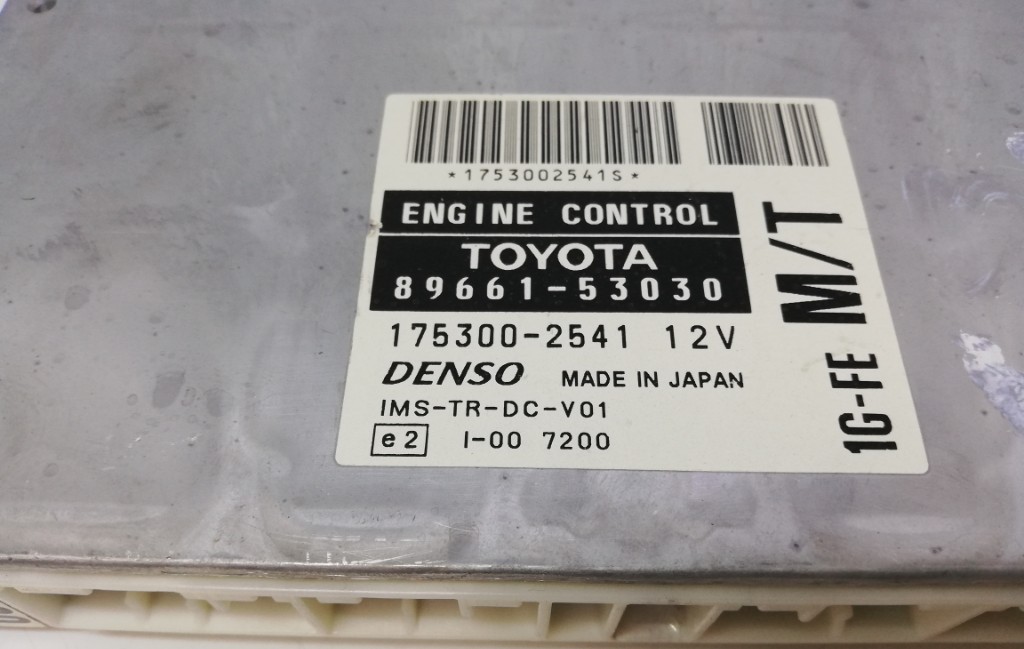 *1753002541S*
ENGINE CONTROL
TOYOTA
89661-53030
175300-2541 12V
DENSO MADE IN JAPAN
IMS-TR-DC-V01
e2 I-00 7200
1G-FE M/T